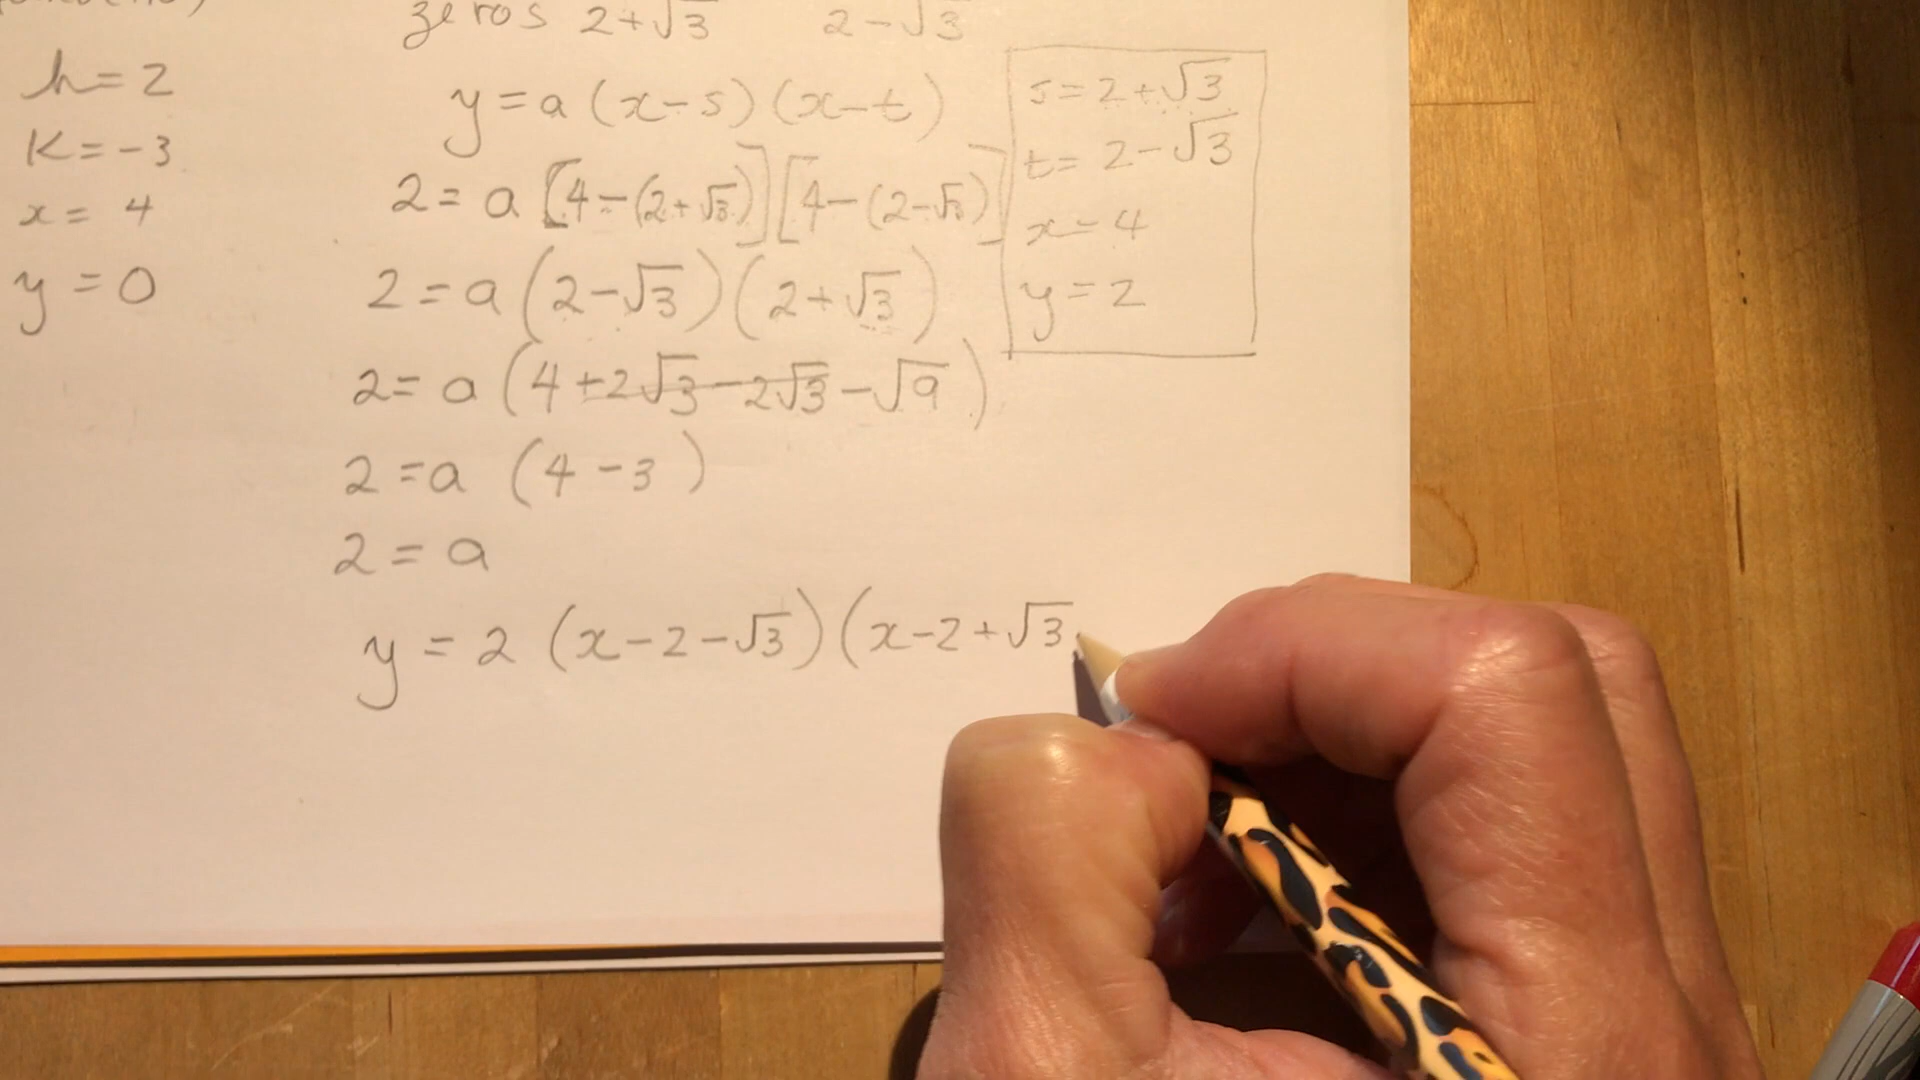 zeros 2+√3 2-√3
h=2
K=-3
x=4
y=0
y=a(x-s)(x-t)
2=a[4-(2+√3)][4-(2-√3)]
2=a(2-√3)(2+√3)
2=a(4+2√3-2√3-√9)
2=a(4-3)
2=a
y=2(x-2-√3)(x-2+√3
s=2+√3
t=2-√3
x=4
y=2